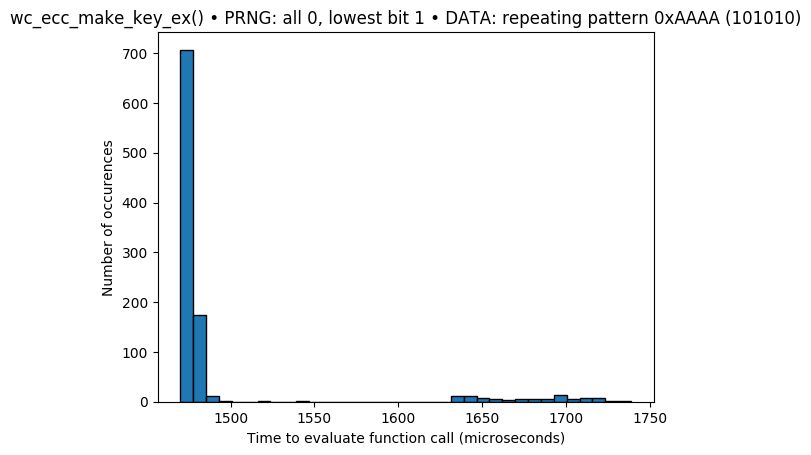 wc_ecc_make_key_ex() • PRNG: all 0, lowest bit 1 • DATA: repeating pattern 0xAAAA (101010)
700
600
500
400
300
200
100
0
Number of occurences
1500 1550 1600 1650 1700 1750
Time to evaluate function call (microseconds)